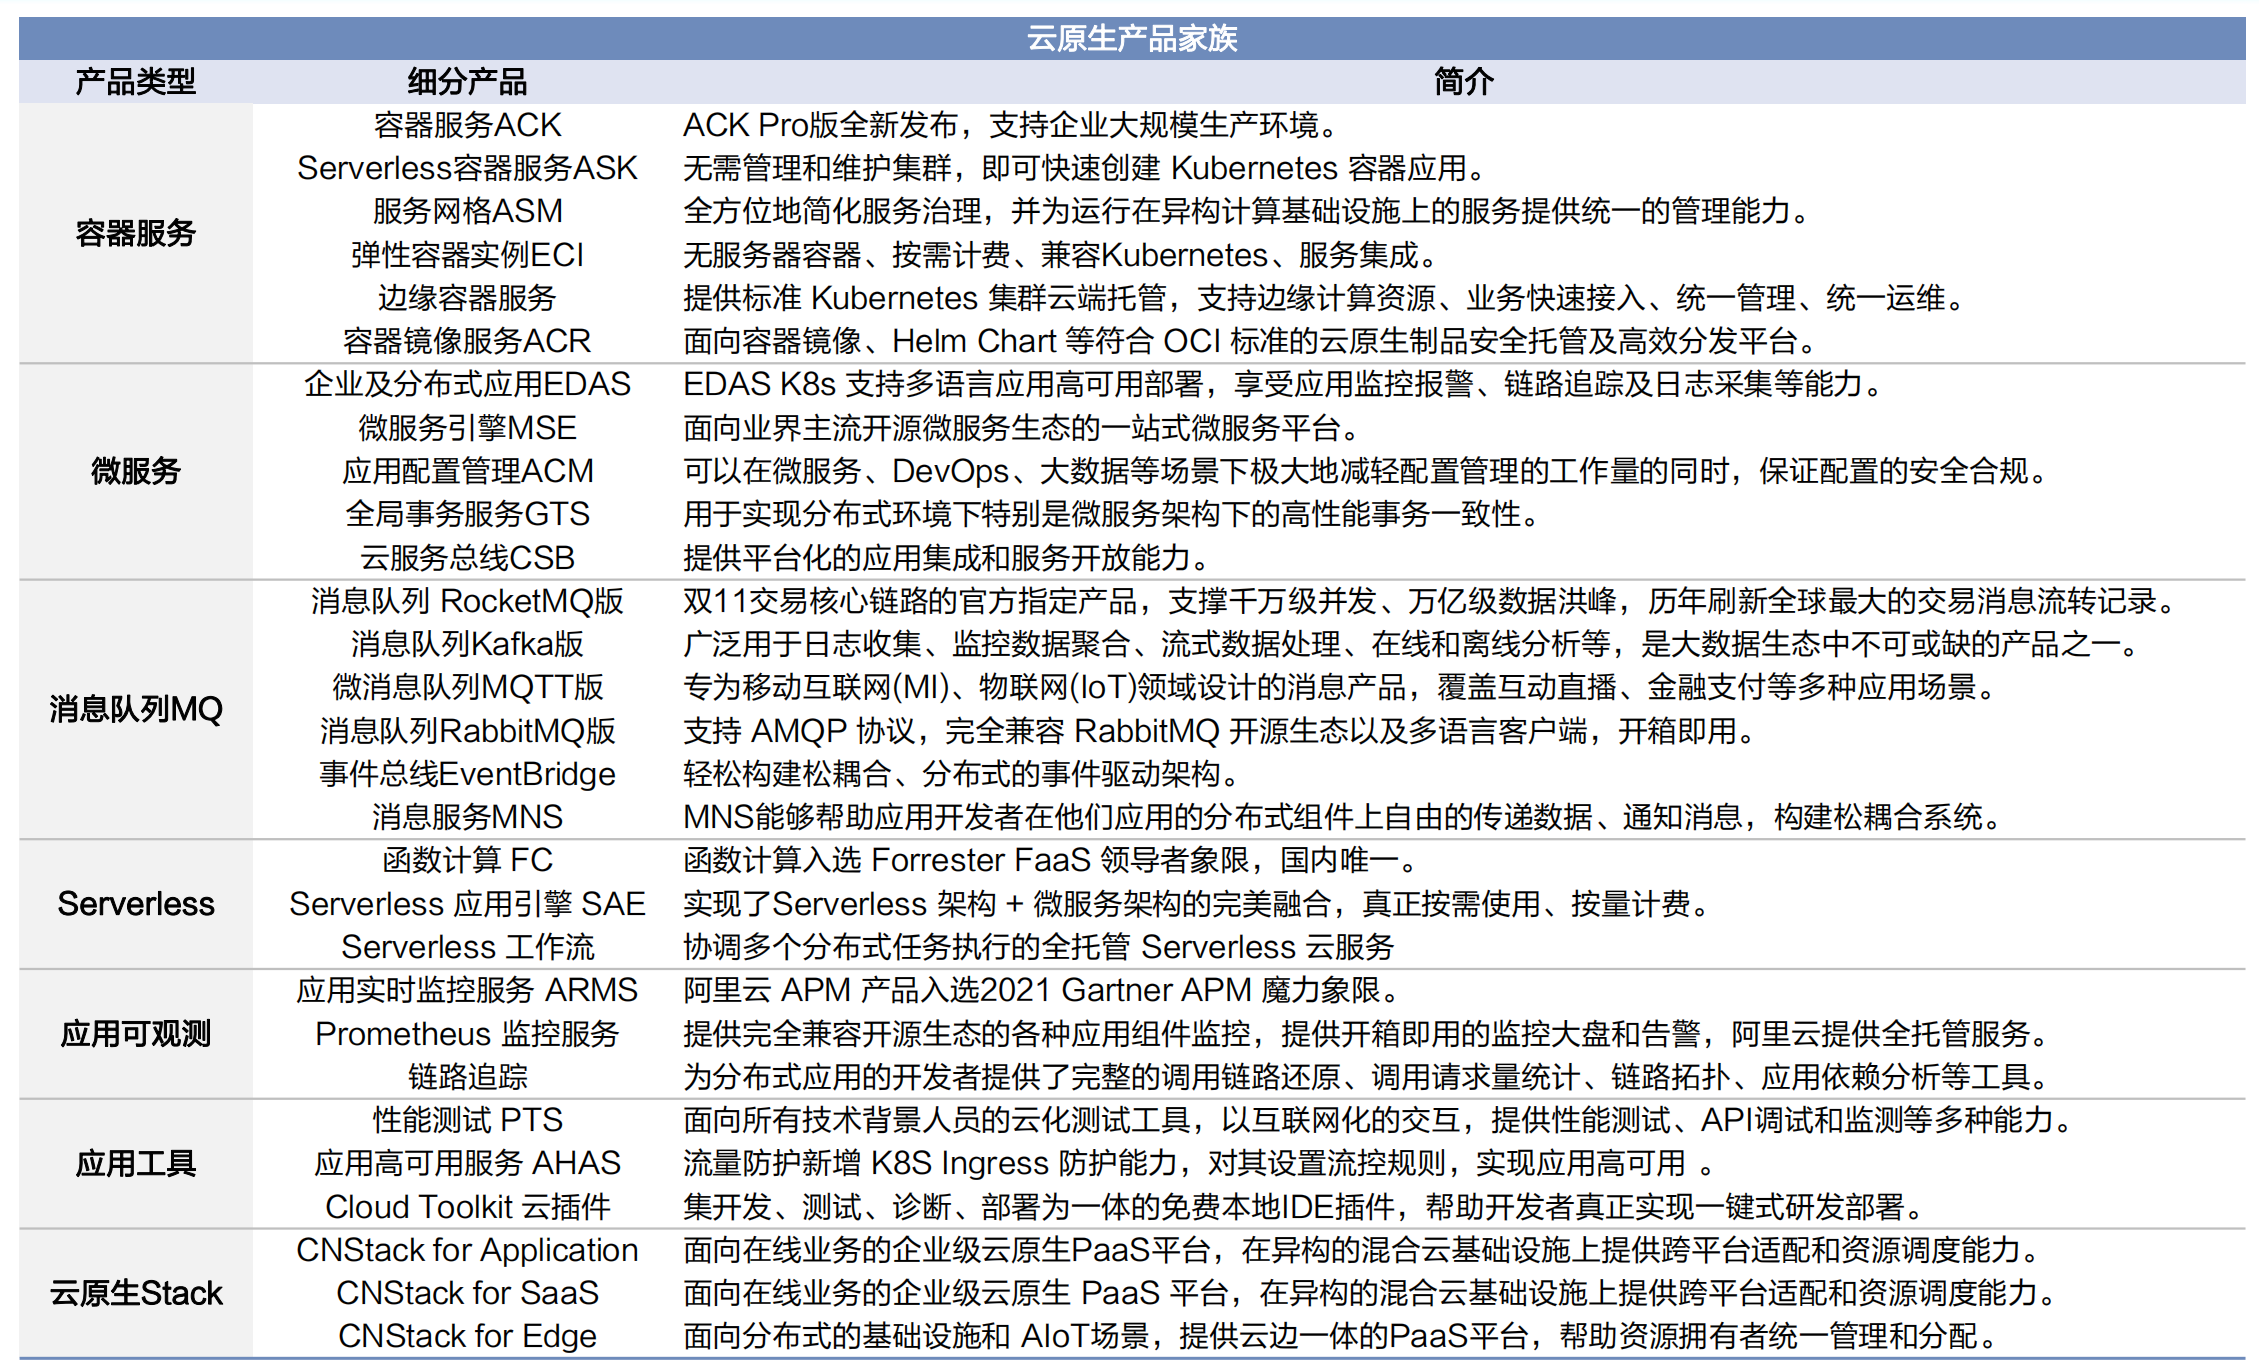 云原生产品家族
产品类型 细分产品 简介
容器服务
容器服务ACK ACK Pro版全新发布，支持企业大规模生产环境。
Serverless容器服务ASK 无需管理和维护集群，即可快速创建 Kubernetes 容器应用。
服务网格ASM 全方位地简化服务治理，并为运行在异构计算基础设施上的服务提供统一的管理能力。
弹性容器实例ECI 无服务器容器、按需计费、兼容Kubernetes、服务集成。
边缘容器服务 提供标准 Kubernetes 集群云端托管，支持边缘计算资源、业务快速接入、统一管理、统一运维。
容器镜像服务ACR 面向容器镜像、Helm Chart 等符合 OCI 标准的云原生制品安全托管及高效分发平台。
微服务
企业及分布式应用EDAS EDAS K8s 支持多语言应用高可用部署，享受应用监控报警、链路追踪及日志采集等能力。
微服务引擎MSE 面向业界主流开源微服务生态的一站式微服务平台。
应用配置管理ACM 可以在微服务、DevOps、大数据等场景下极大地减轻配置管理的工作量的同时，保证配置的安全合规。
全局事务服务GTS 用于实现分布式环境下特别是微服务架构下的高性能事务一致性。
云服务总线CSB 提供平台化的应用集成和服务开放能力。
消息队列MQ
消息队列 RocketMQ版 双11交易核心链路的官方指定产品，支撑千万级并发、万亿级数据洪峰，历年刷新全球最大的交易消息流转记录。
消息队列Kafka版 广泛用于日志收集、监控数据聚合、流式数据处理、在线和离线分析等，是大数据生态中不可或缺的产品之一。
微消息队列MQTT版 专为移动互联网(MI)、物联网(IoT)领域设计的消息产品，覆盖互动直播、金融支付等多种应用场景。
消息队列RabbitMQ版 支持 AMQP 协议，完全兼容 RabbitMQ 开源生态以及多语言客户端，开箱即用。
事件总线EventBridge 轻松构建松耦合、分布式的事件驱动架构。
消息服务MNS MNS能够帮助应用开发者在他们应用的分布式组件上自由的传递数据、通知消息，构建松耦合系统。
Serverless
函数计算 FC 函数计算入选 Forrester FaaS 领导者象限，国内唯一。
Serverless 应用引擎 SAE 实现了Serverless 架构 + 微服务架构的完美融合，真正按需使用、按量计费。
Serverless 工作流 协调多个分布式任务执行的全托管 Serverless 云服务
应用可观测
应用实时监控服务 ARMS 阿里云 APM 产品入选2021 Gartner APM 魔力象限。
Prometheus 监控服务 提供完全兼容开源生态的各种应用组件监控，提供开箱即用的监控大盘和告警，阿里云提供全托管服务。
链路追踪 为分布式应用的开发者提供了完整的调用链路还原、调用请求量统计、链路拓扑、应用依赖分析等工具。
应用工具
性能测试 PTS 面向所有技术背景人员的云化测试工具，以互联网化的交互，提供性能测试、API调试和监测等多种能力。
应用高可用服务 AHAS 流量防护新增 K8S Ingress 防护能力，对其设置流控规则，实现应用高可用 。
Cloud Toolkit 云插件 集开发、测试、诊断、部署为一体的免费本地IDE插件，帮助开发者真正实现一键式研发部署。
云原生Stack
CNStack for Application 面向在线业务的企业级云原生PaaS平台，在异构的混合云基础设施上提供跨平台适配和资源调度能力。
CNStack for SaaS 面向在线业务的企业级云原生 PaaS 平台，在异构的混合云基础设施上提供跨平台适配和资源调度能力。
CNStack for Edge 面向分布式的基础设施和 AIoT场景，提供云边一体的PaaS平台，帮助资源拥有者统一管理和分配。